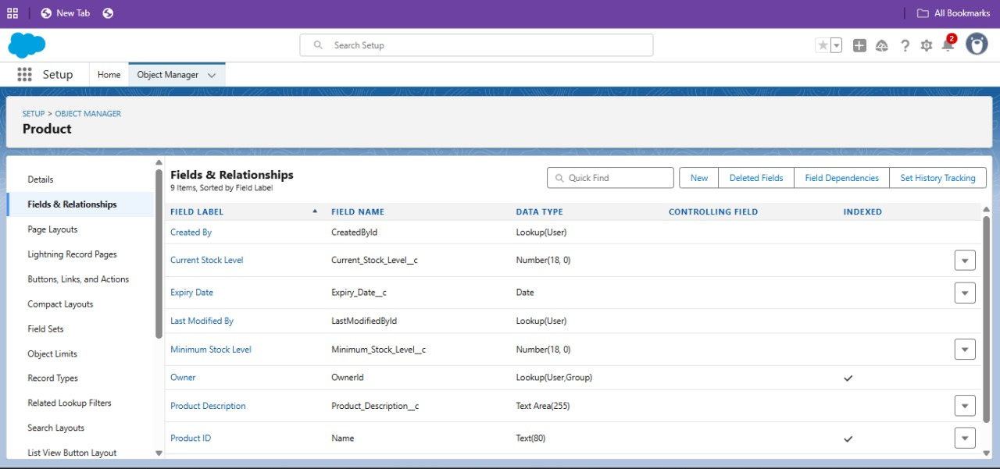 New Tab
All Bookmarks
Search Setup
2
Setup
Home
Object Manager
SETUP > OBJECT MANAGER
Product
Details
Fields & Relationships
Page Layouts
Lightning Record Pages
Buttons, Links, and Actions
Compact Layouts
Field Sets
Object Limits
Record Types
Related Lookup Filters
Search Layouts
List View Button Layout
Fields & Relationships
9 Items, Sorted by Field Label
Quick Find
New
Deleted Fields
Field Dependencies
Set History Tracking
FIELD LABEL FIELD NAME DATA TYPE CONTROLLING FIELD INDEXED
Created By CreatedById Lookup(User)
Current Stock Level Current_Stock_Level__c Number(18, 0)
Expiry Date Expiry_Date__c Date
Last Modified By LastModifiedById Lookup(User)
Minimum Stock Level Minimum_Stock_Level__c Number(18, 0)
Owner OwnerId Lookup(User,Group)
Product Description Product_Description__c Text Area(255)
Product ID Name Text(80)